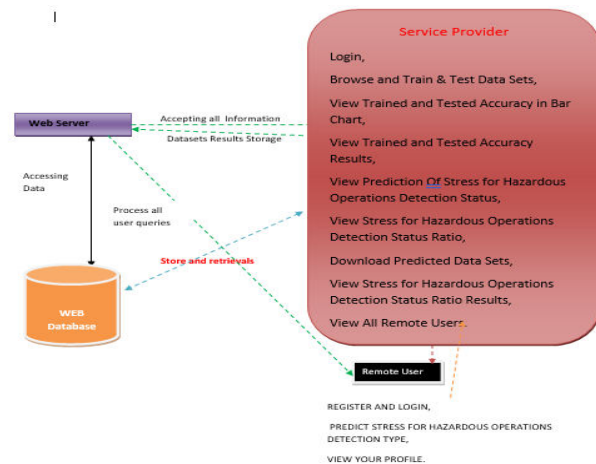 Service Provider
Login,
Browse and Train & Test Data Sets,
View Trained and Tested Accuracy in Bar
Chart,
View Trained and Tested Accuracy
Results,
View Prediction Of Stress for Hazardous
Operations Detection Status,
View Stress for Hazardous Operations
Detection Status Ratio,
Download Predicted Data Sets,
View Stress for Hazardous Operations
Detection Status Ratio Results,
View All Remote Users.
Web Server
Accepting all Information
Datasets Results Storage
Accessing
Data
Process all
user queries
Store and retrievals
WEB
Database
Remote User
REGISTER AND LOGIN,
PREDICT STRESS FOR HAZARDOUS OPERATIONS
DETECTION TYPE,
VIEW YOUR PROFILE.